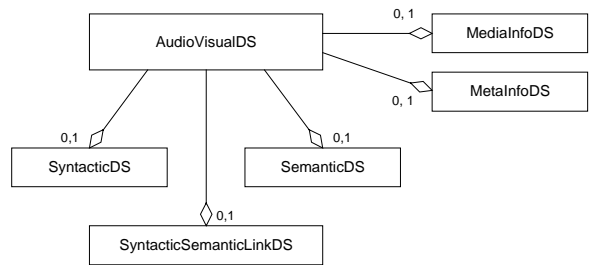 0, 1
MediaInfoDS
AudioVisualDS
MetaInfoDS
0, 1
0,1
0,1
SyntacticDS
SemanticDS
0,1
SyntacticSemanticLinkDS